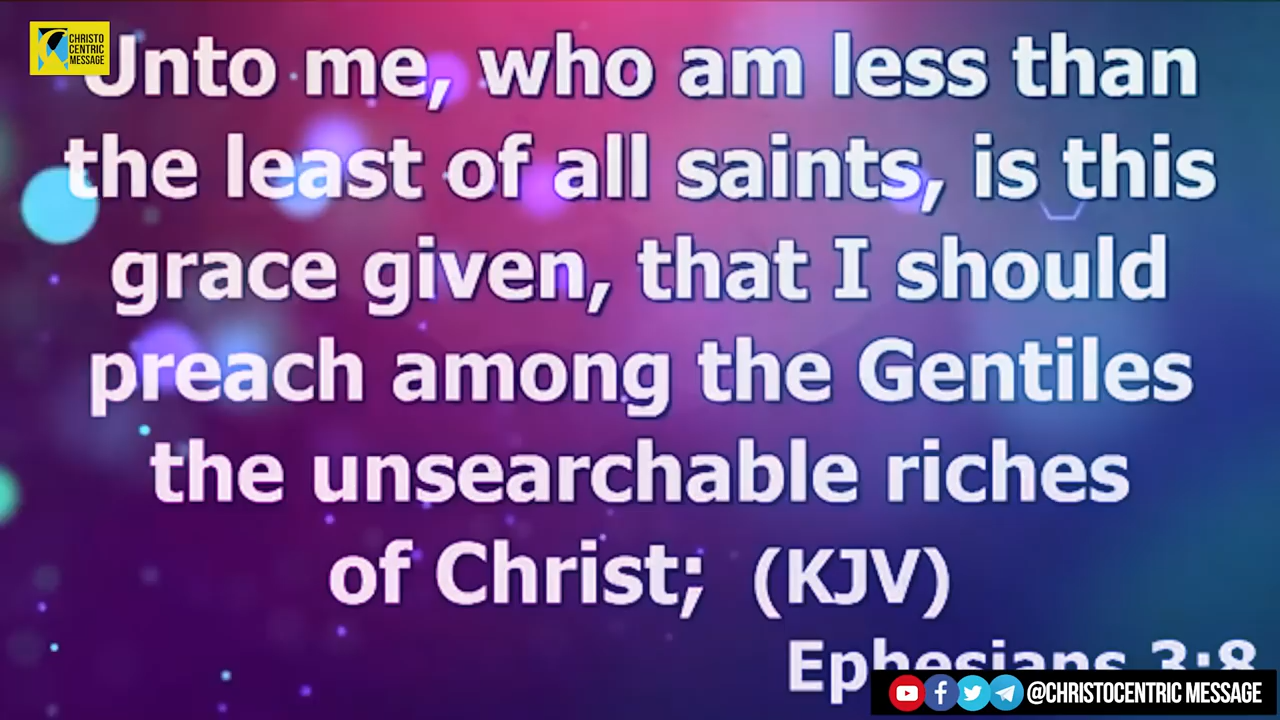 CHRISTO
CENTRIC
MESSAGE
Unto me, who am less than
the least of all saints, is this
grace given, that I should
preach among the Gentiles
the unsearchable riches
of Christ; (KJV)
Ephesians 3:8
@CHRISTOCENTRIC MESSAGE